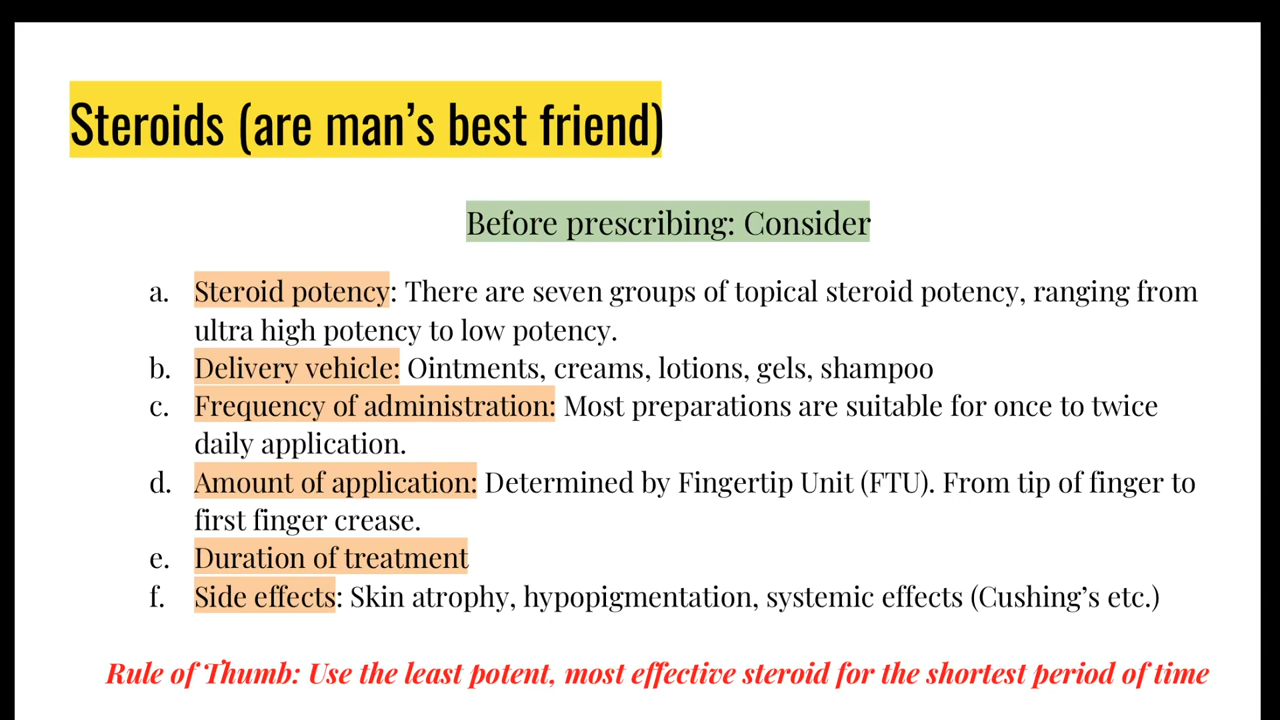 Steroids (are man’s best friend)
Before prescribing: Consider
a. Steroid potency: There are seven groups of topical steroid potency, ranging from
ultra high potency to low potency.
b. Delivery vehicle: Ointments, creams, lotions, gels, shampoo
c. Frequency of administration: Most preparations are suitable for once to twice
daily application.
d. Amount of application: Determined by Fingertip Unit (FTU). From tip of finger to
first finger crease.
e. Duration of treatment
f. Side effects: Skin atrophy, hypopigmentation, systemic effects (Cushing’s etc.)
Rule of Thumb: Use the least potent, most effective steroid for the shortest period of time